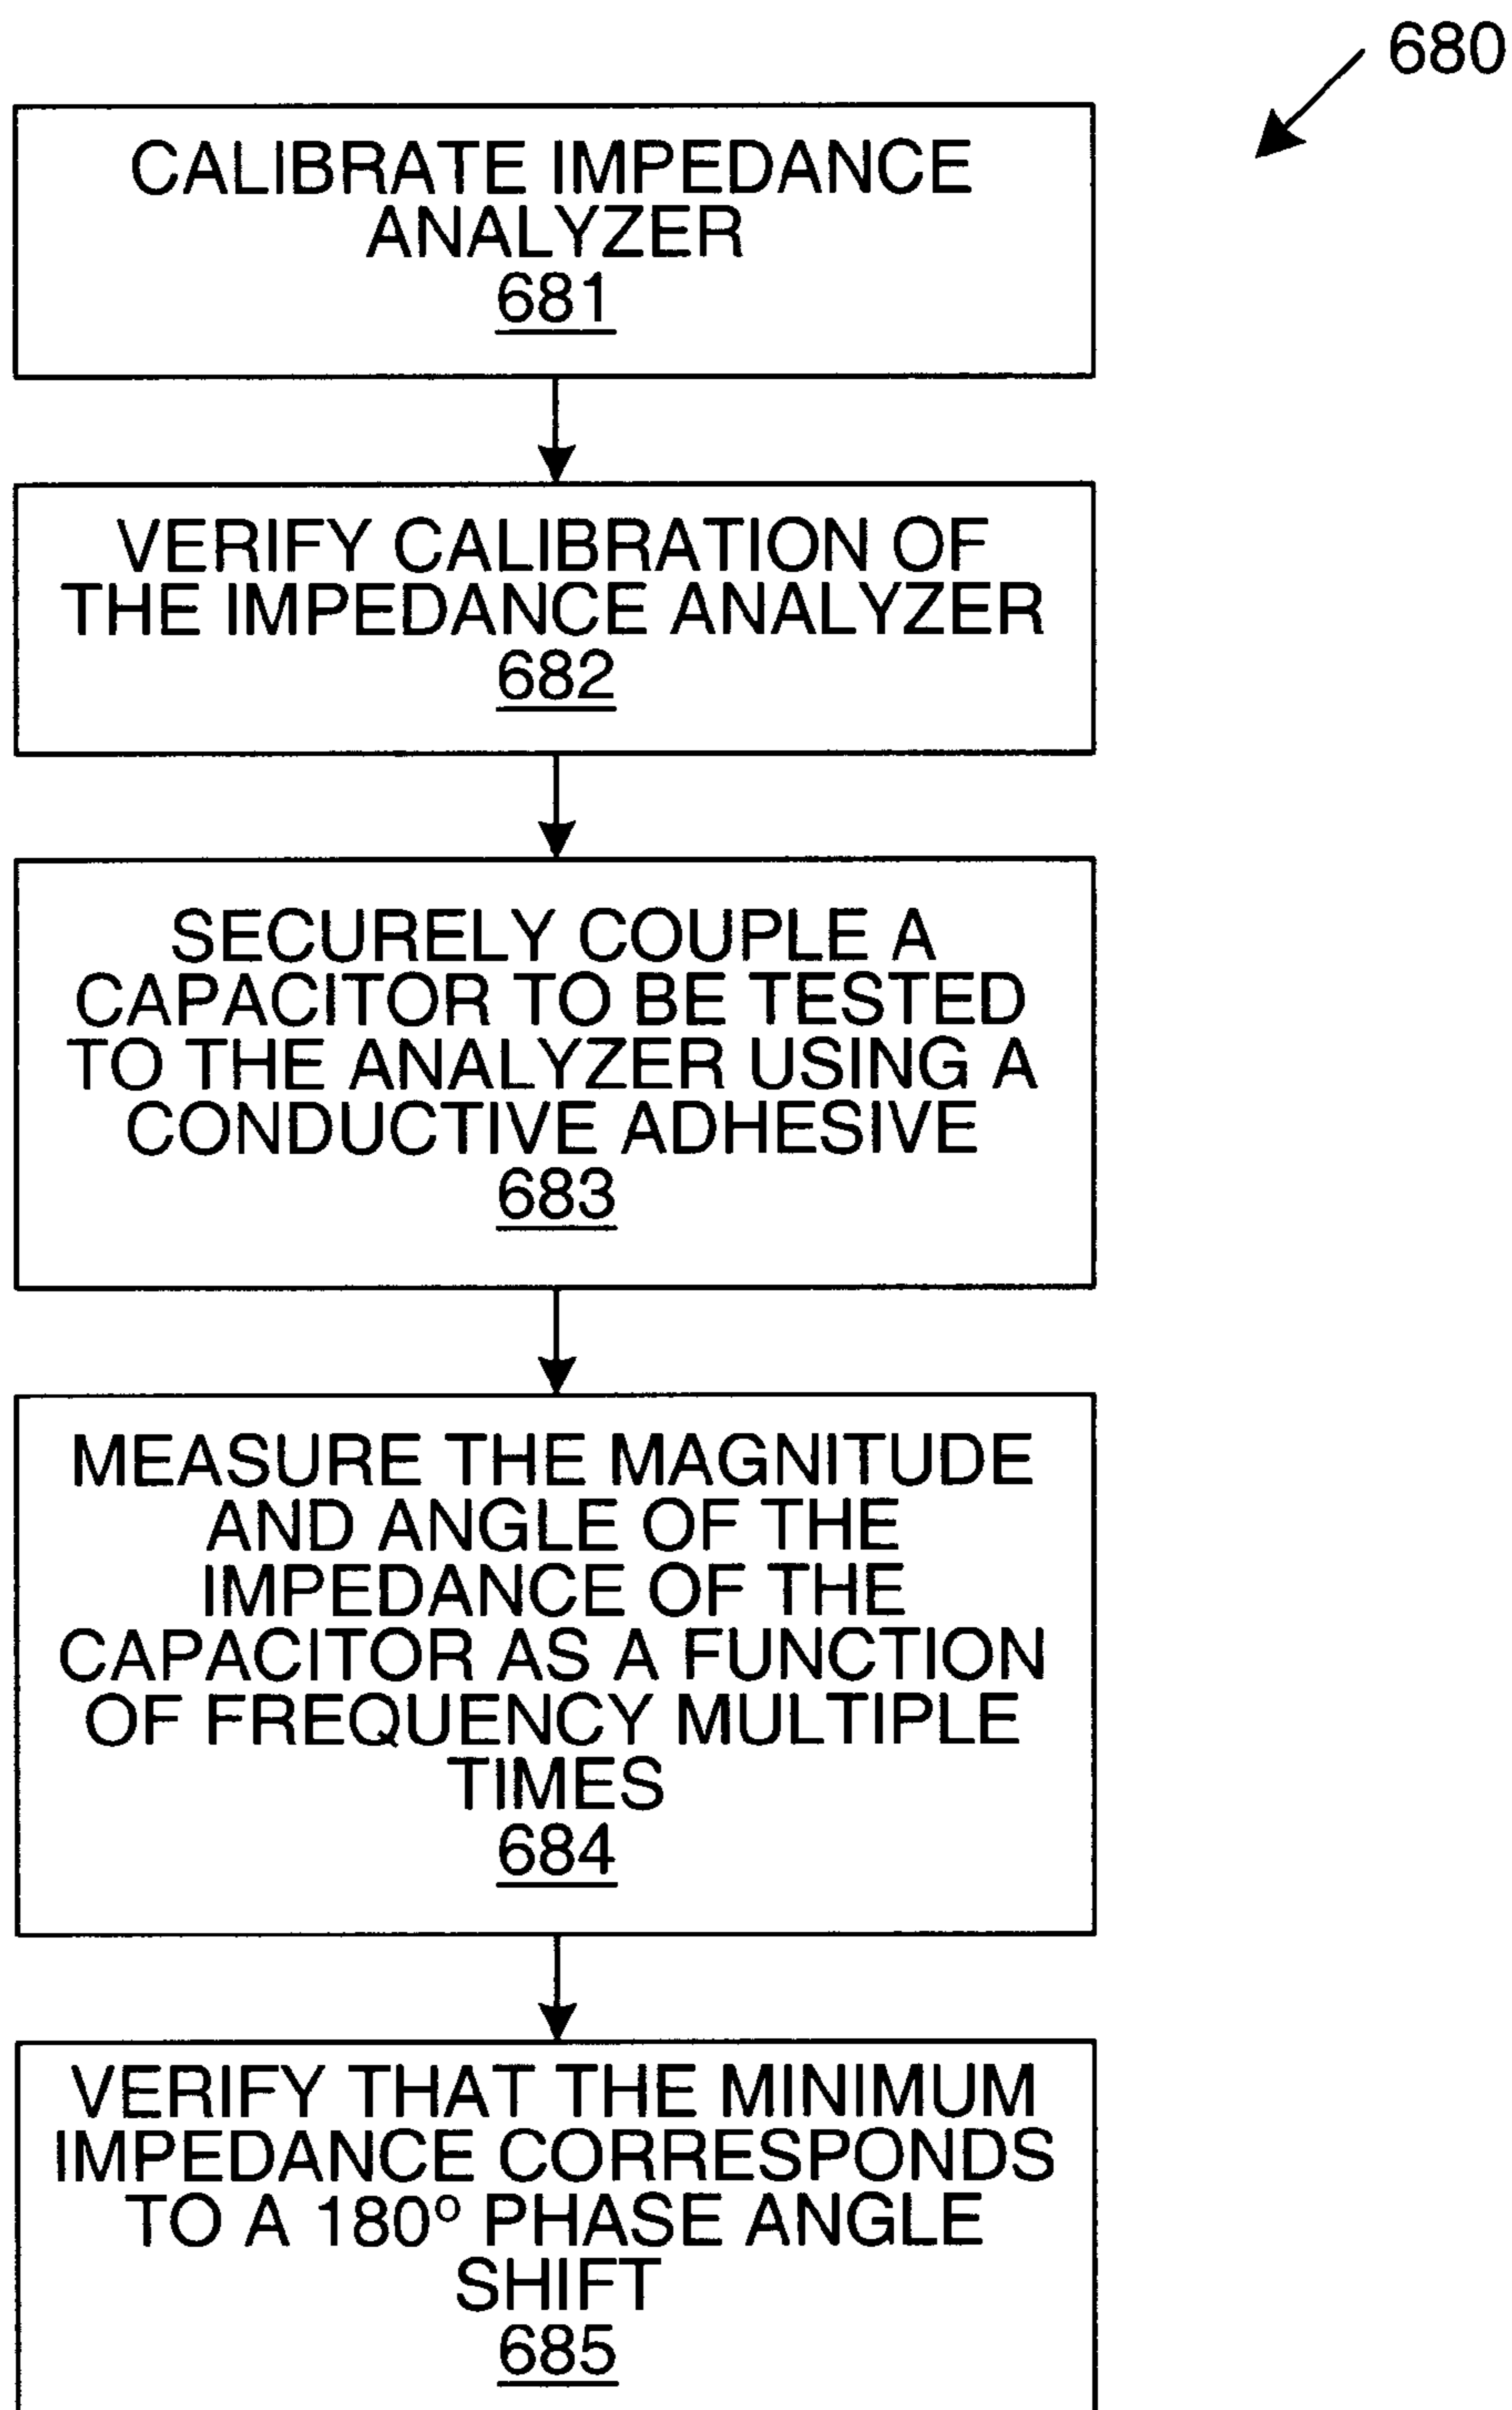 680
CALIBRATE IMPEDANCE
ANALYZER
681
VERIFY CALIBRATION OF
THE IMPEDANCE ANALYZER
682
SECURELY COUPLE A
CAPACITOR TO BE TESTED
TO THE ANALYZER USING A
CONDUCTIVE ADHESIVE
683
MEASURE THE MAGNITUDE
AND ANGLE OF THE
IMPEDANCE OF THE
CAPACITOR AS A FUNCTION
OF FREQUENCY MULTIPLE
TIMES
684
VERIFY THAT THE MINIMUM
IMPEDANCE CORRESPONDS
TO A 180º PHASE ANGLE
SHIFT
685